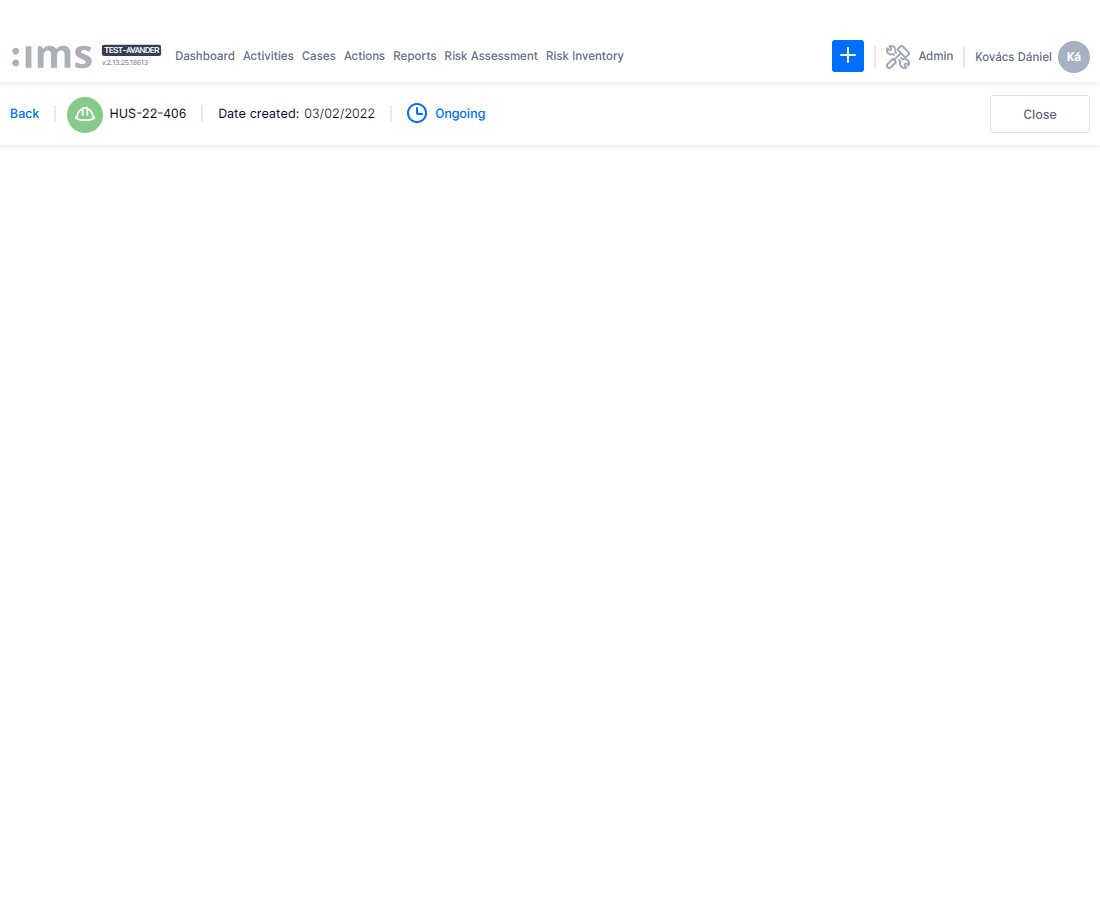 :ims TEST-AVANDER Dashboard Activities Cases Actions Reports Risk Assessment Risk Inventory Admin Kovács Dániel Ká
v.2.13.25.18613
Back HUS-22-406 Date created: 03/02/2022 Ongoing Close